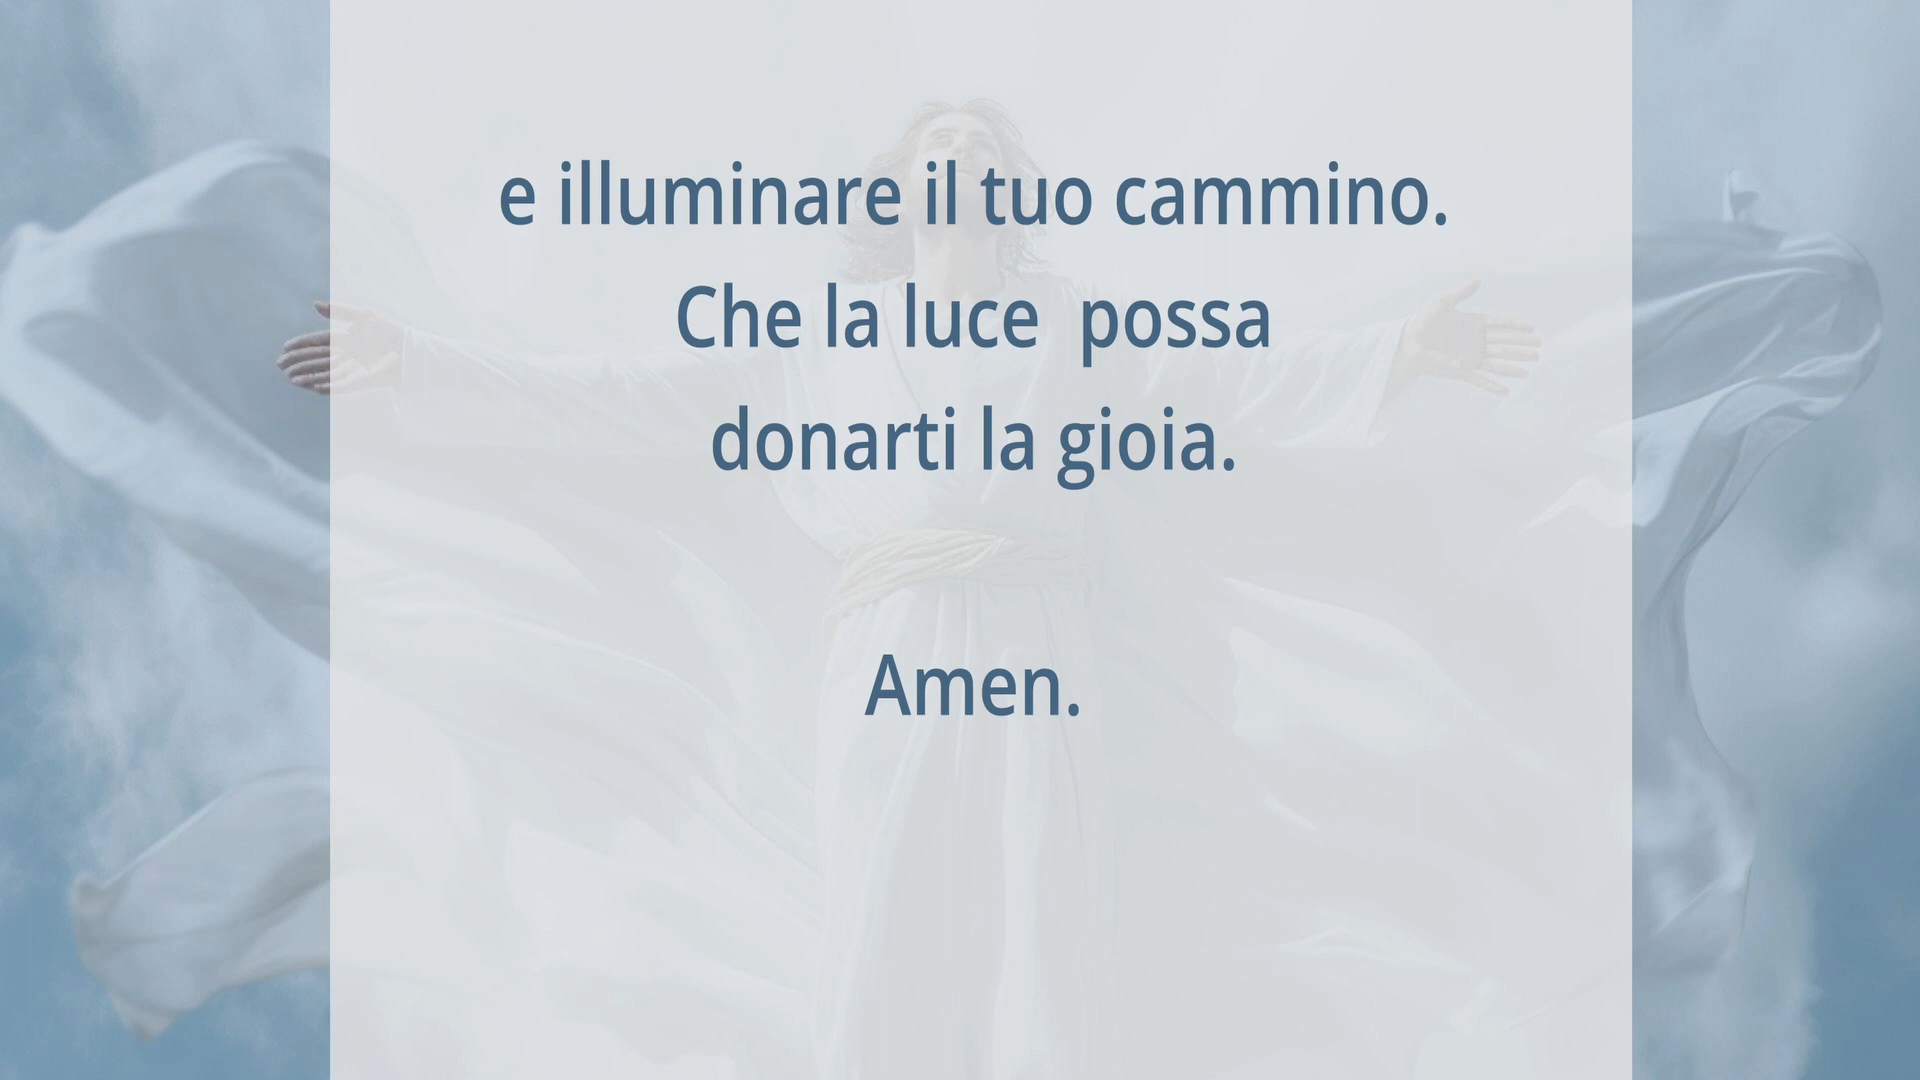 e illuminare il tuo cammino.
Che la luce  possa
donarti la gioia.
Amen.